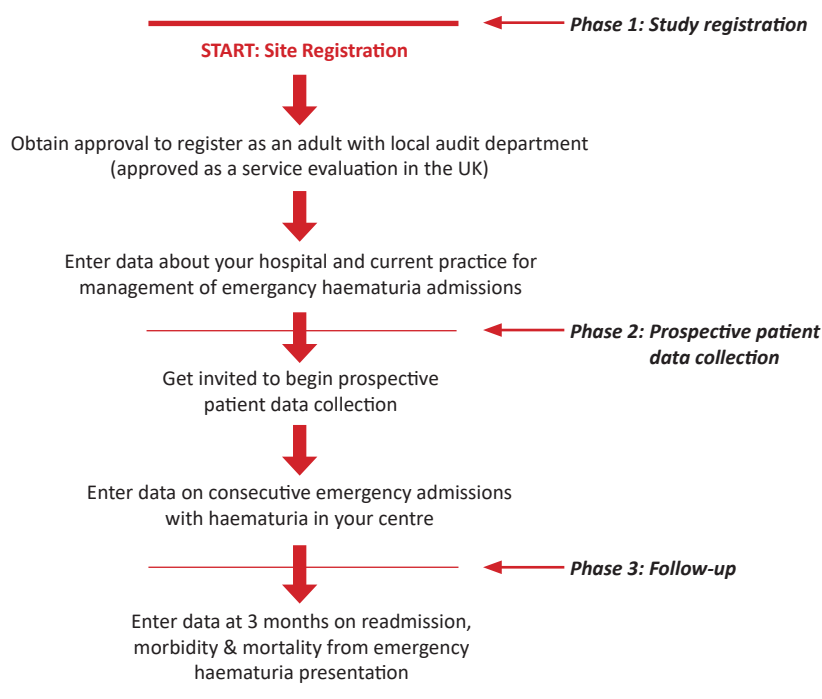 Phase 1: Study registration
START: Site Registration
Obtain approval to register as an adult with local audit department
(approved as a service evaluation in the UK)
Enter data about your hospital and current practice for
management of emergancy haematuria admissions
Phase 2: Prospective patient
data collection
Get invited to begin prospective
patient data collection
Enter data on consecutive emergency admissions
with haematuria in your centre
Phase 3: Follow-up
Enter data at 3 months on readmission,
morbidity & mortality from emergency
haematuria presentation